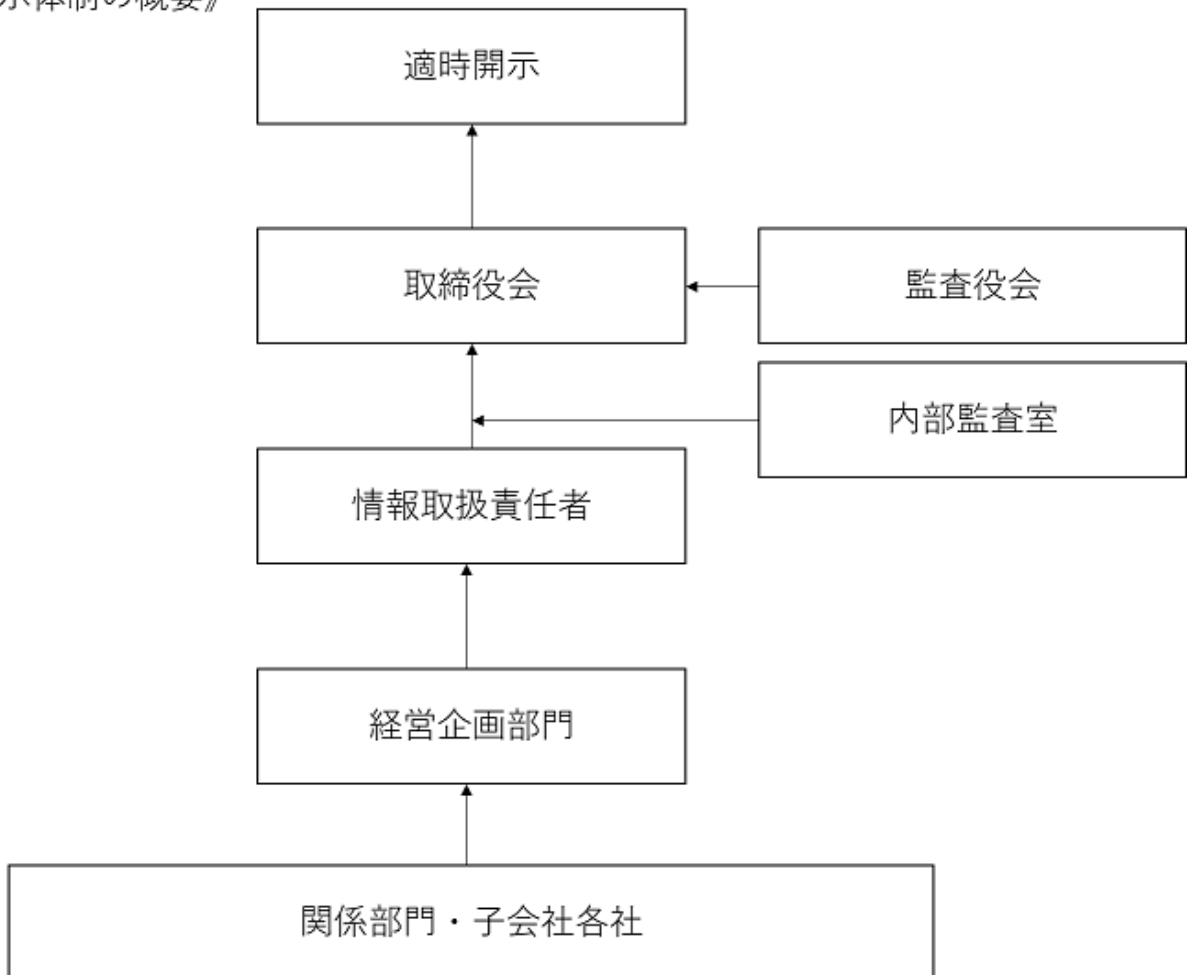 体制の概要》
適時開示
取締役会
監査役会
内部監査室
情報取扱責任者
経営企画部門
関係部門・子会社各社